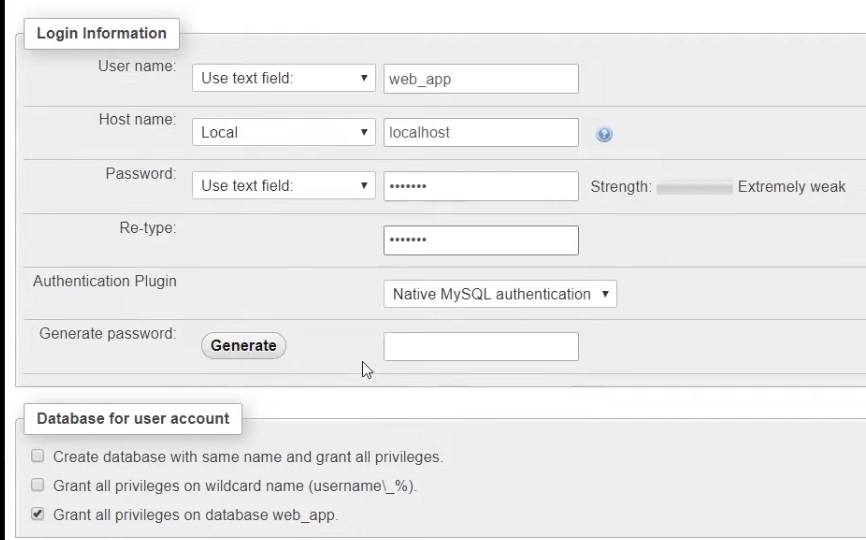 Login Information
User name: Use text field: web_app
Host name: Local localhost
Password: Use text field: ••••••• Strength: Extremely weak
Re-type: •••••••
Authentication Plugin Native MySQL authentication
Generate password: Generate
Database for user account
Create database with same name and grant all privileges.
Grant all privileges on wildcard name (username\_%).
Grant all privileges on database web_app.